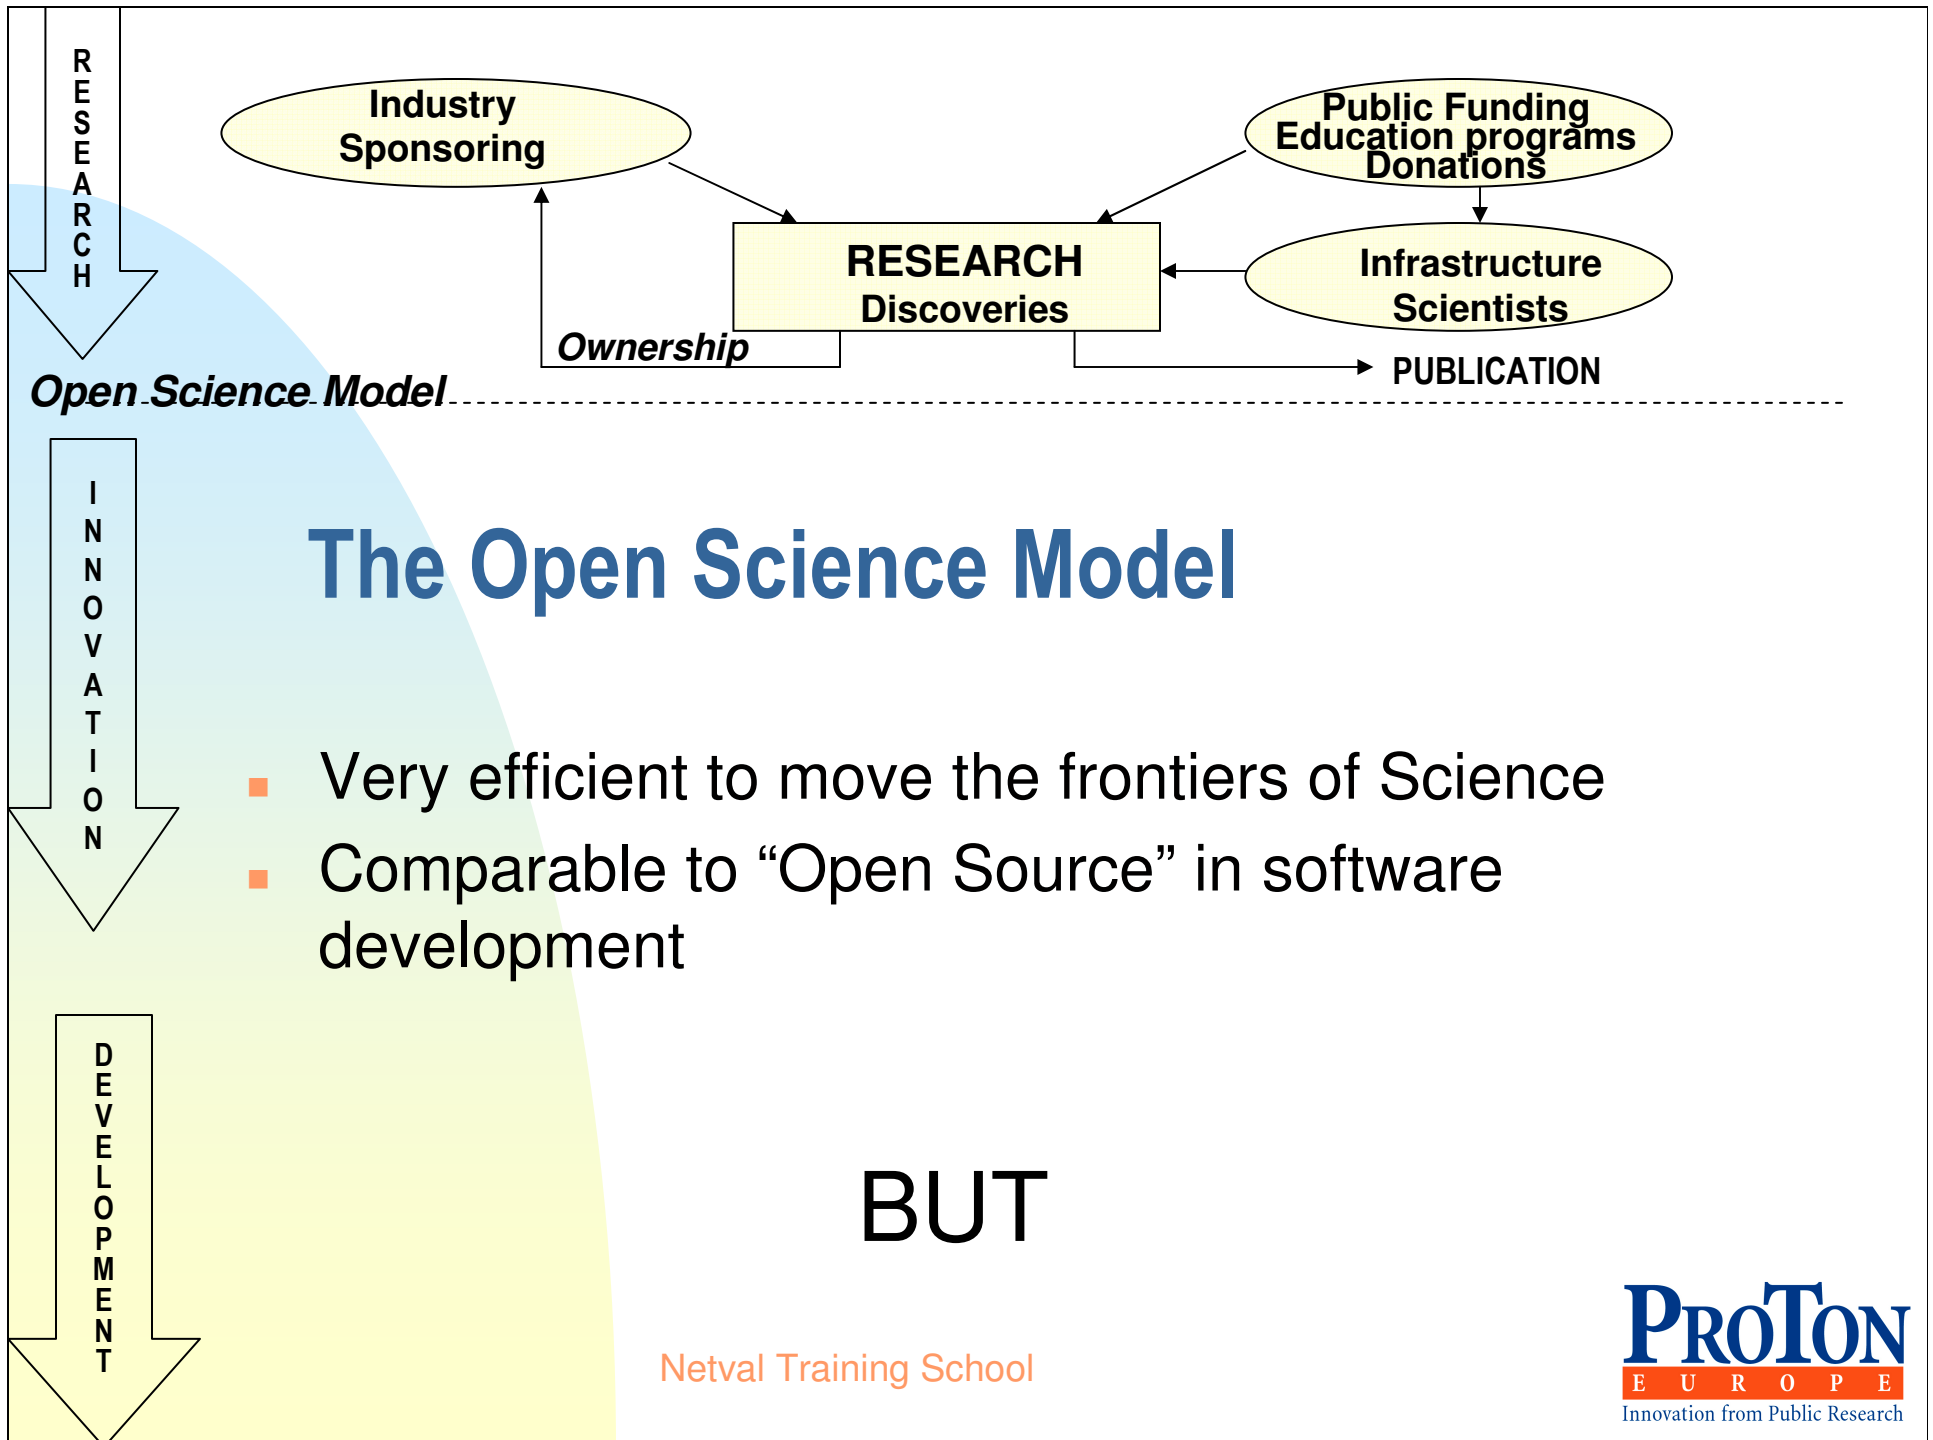 RESEARCH
Industry
Sponsoring
Public Funding
Education programs
Donations
RESEARCH
Discoveries
Infrastructure
Scientists
Ownership
PUBLICATION
Open Science Model
INNOVATION
The Open Science Model
Very efficient to move the frontiers of Science
Comparable to “Open Source” in software
development
DEVELOPMENT
BUT
Netval Training School
PROTON
EUROPE
Innovation from Public Research